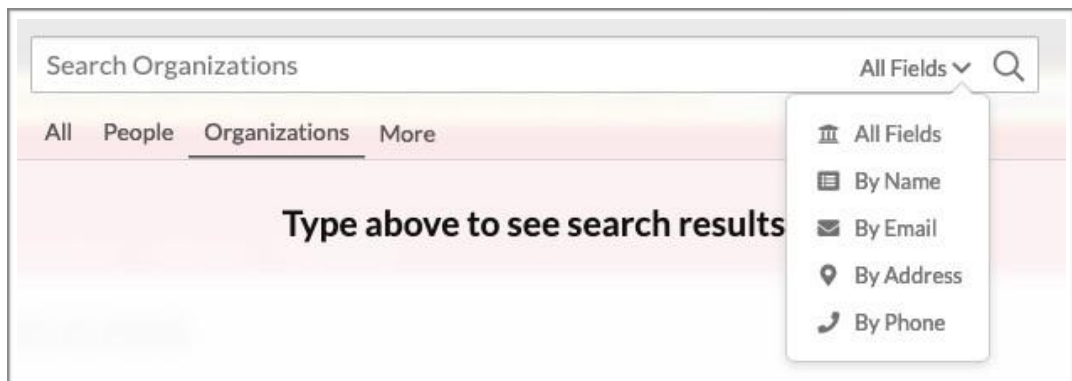 Search Organizations All Fields
All People Organizations More
All Fields
By Name
Type above to see search results
By Email
By Address
By Phone